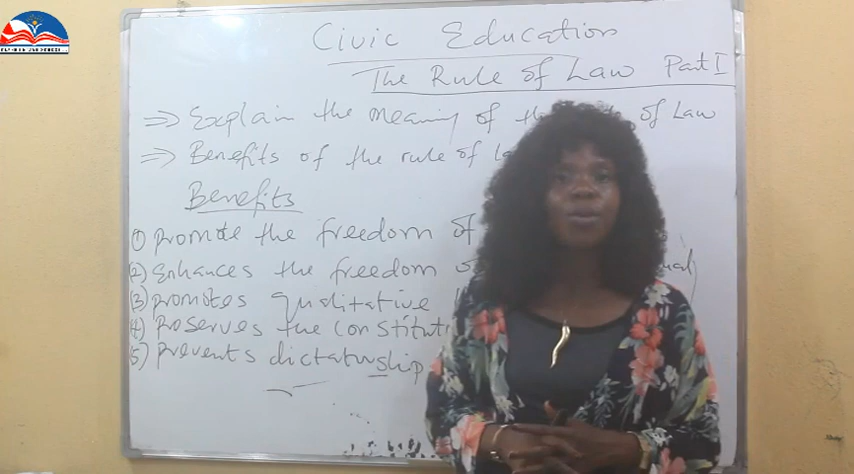 Civic Education
The Rule of Law Part I
⇒ Explain the meaning of the of Law
⇒ Benefits of the rule of
Benefits
① Promote the freedom of
(2) Enhances the freedom
(3) Promotes qualitative
(4) Preserves the
(5) Prevents dictatorship